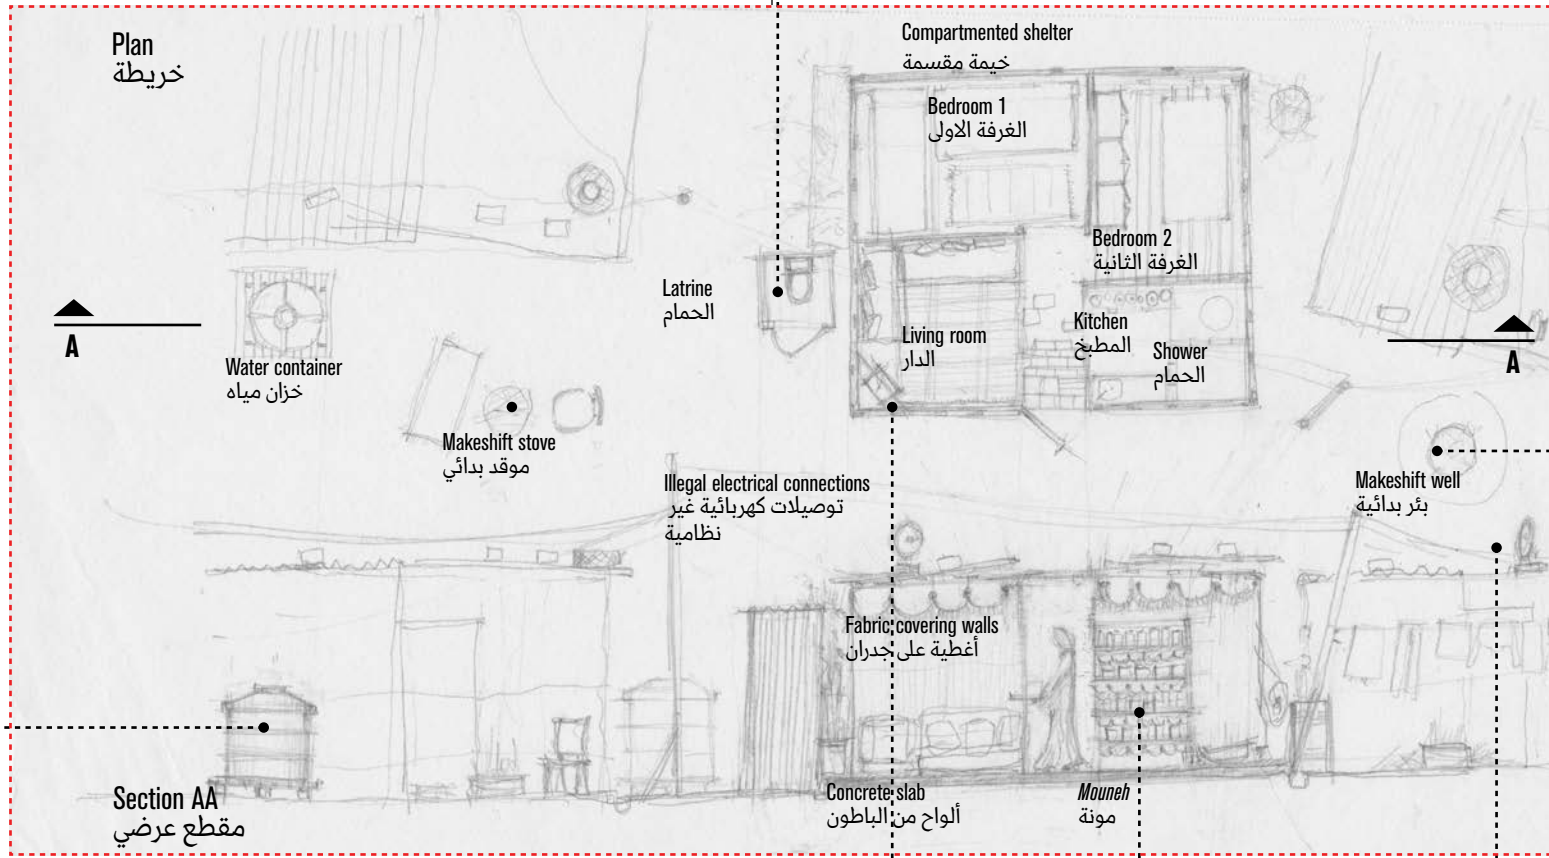 Plan
خريطة
Compartmented shelter
خيمة مقسمة
Bedroom 1
الغرفة الاولى
Bedroom 2
الغرفة الثانية
Latrine
الحمام
Living room
الدار
Kitchen
المطبخ
Shower
الحمام
A
A
Water container
خزان مياه
Makeshift stove
موقد بدائي
Illegal electrical connections
توصيلات كهربائية غير
نظامية
Makeshift well
بئر بدائية
Fabric covering walls
أغطية على جدران
Concrete slab
ألواح من الباطون
Mouneh
مونة
Section AA
مقطع عرضي